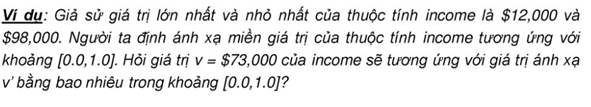 Ví dụ: Giả sử giá trị lớn nhất và nhỏ nhất của thuộc tính income là $12,000 và
$98,000. Người ta định ánh xạ miền giá trị của thuộc tính income tương ứng với
khoảng [0.0,1.0]. Hỏi giá trị v = $73,000 của income sẽ tương ứng với giá trị ánh xạ
v' bằng bao nhiêu trong khoảng [0.0,1.0]?